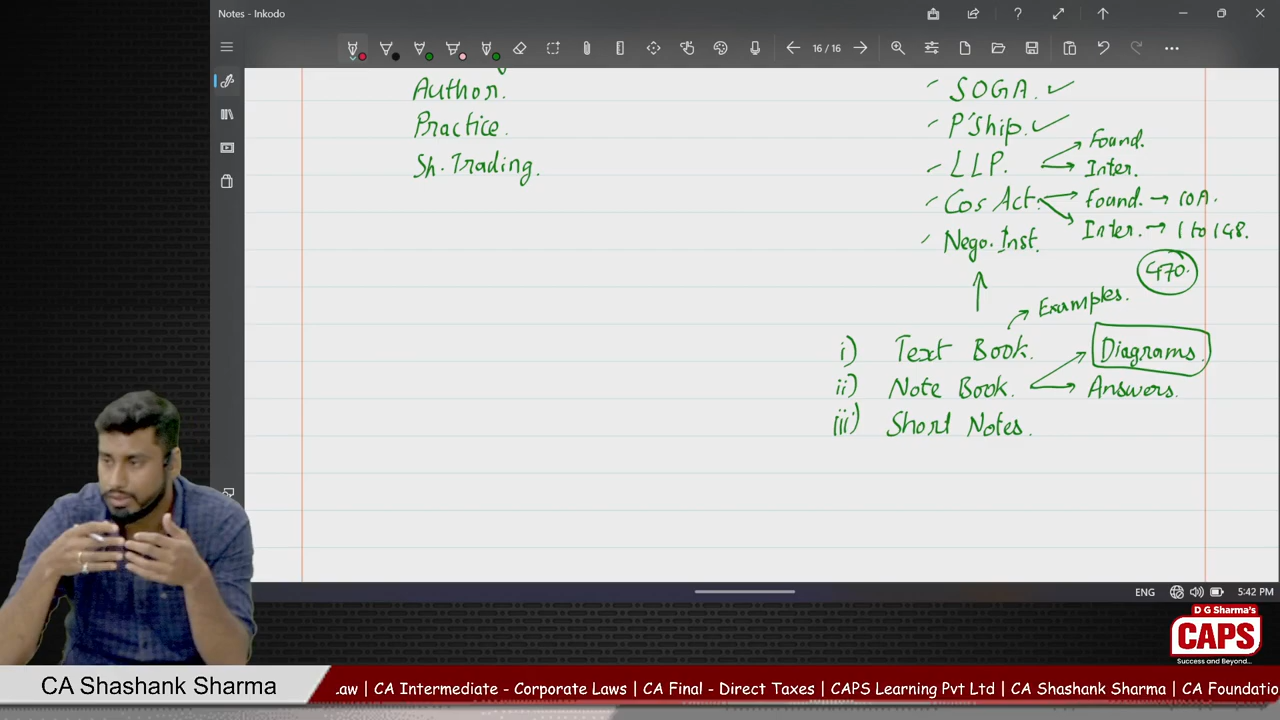 Notes - Inkodo
16 / 16
Author.
Practice.
Sh. Trading.
SOGA.
P'Ship.
LLP.
Found.
Inter.
Cos Act.
Found. → COA.
Inter. → 1 to 148.
Nego. Inst.
470.
Examples.
i) Text Book.
Diagrams.
ii) Note Book.
Answers.
iii) Short Notes.
ENG
5:42 PM
D G Sharma's
CAPS
Success and Beyond...
CA Shashank Sharma
aw | CA Intermediate - Corporate Laws | CA Final - Direct Taxes | CAPS Learning Pvt Ltd | CA Shashank Sharma | CA Foundatio